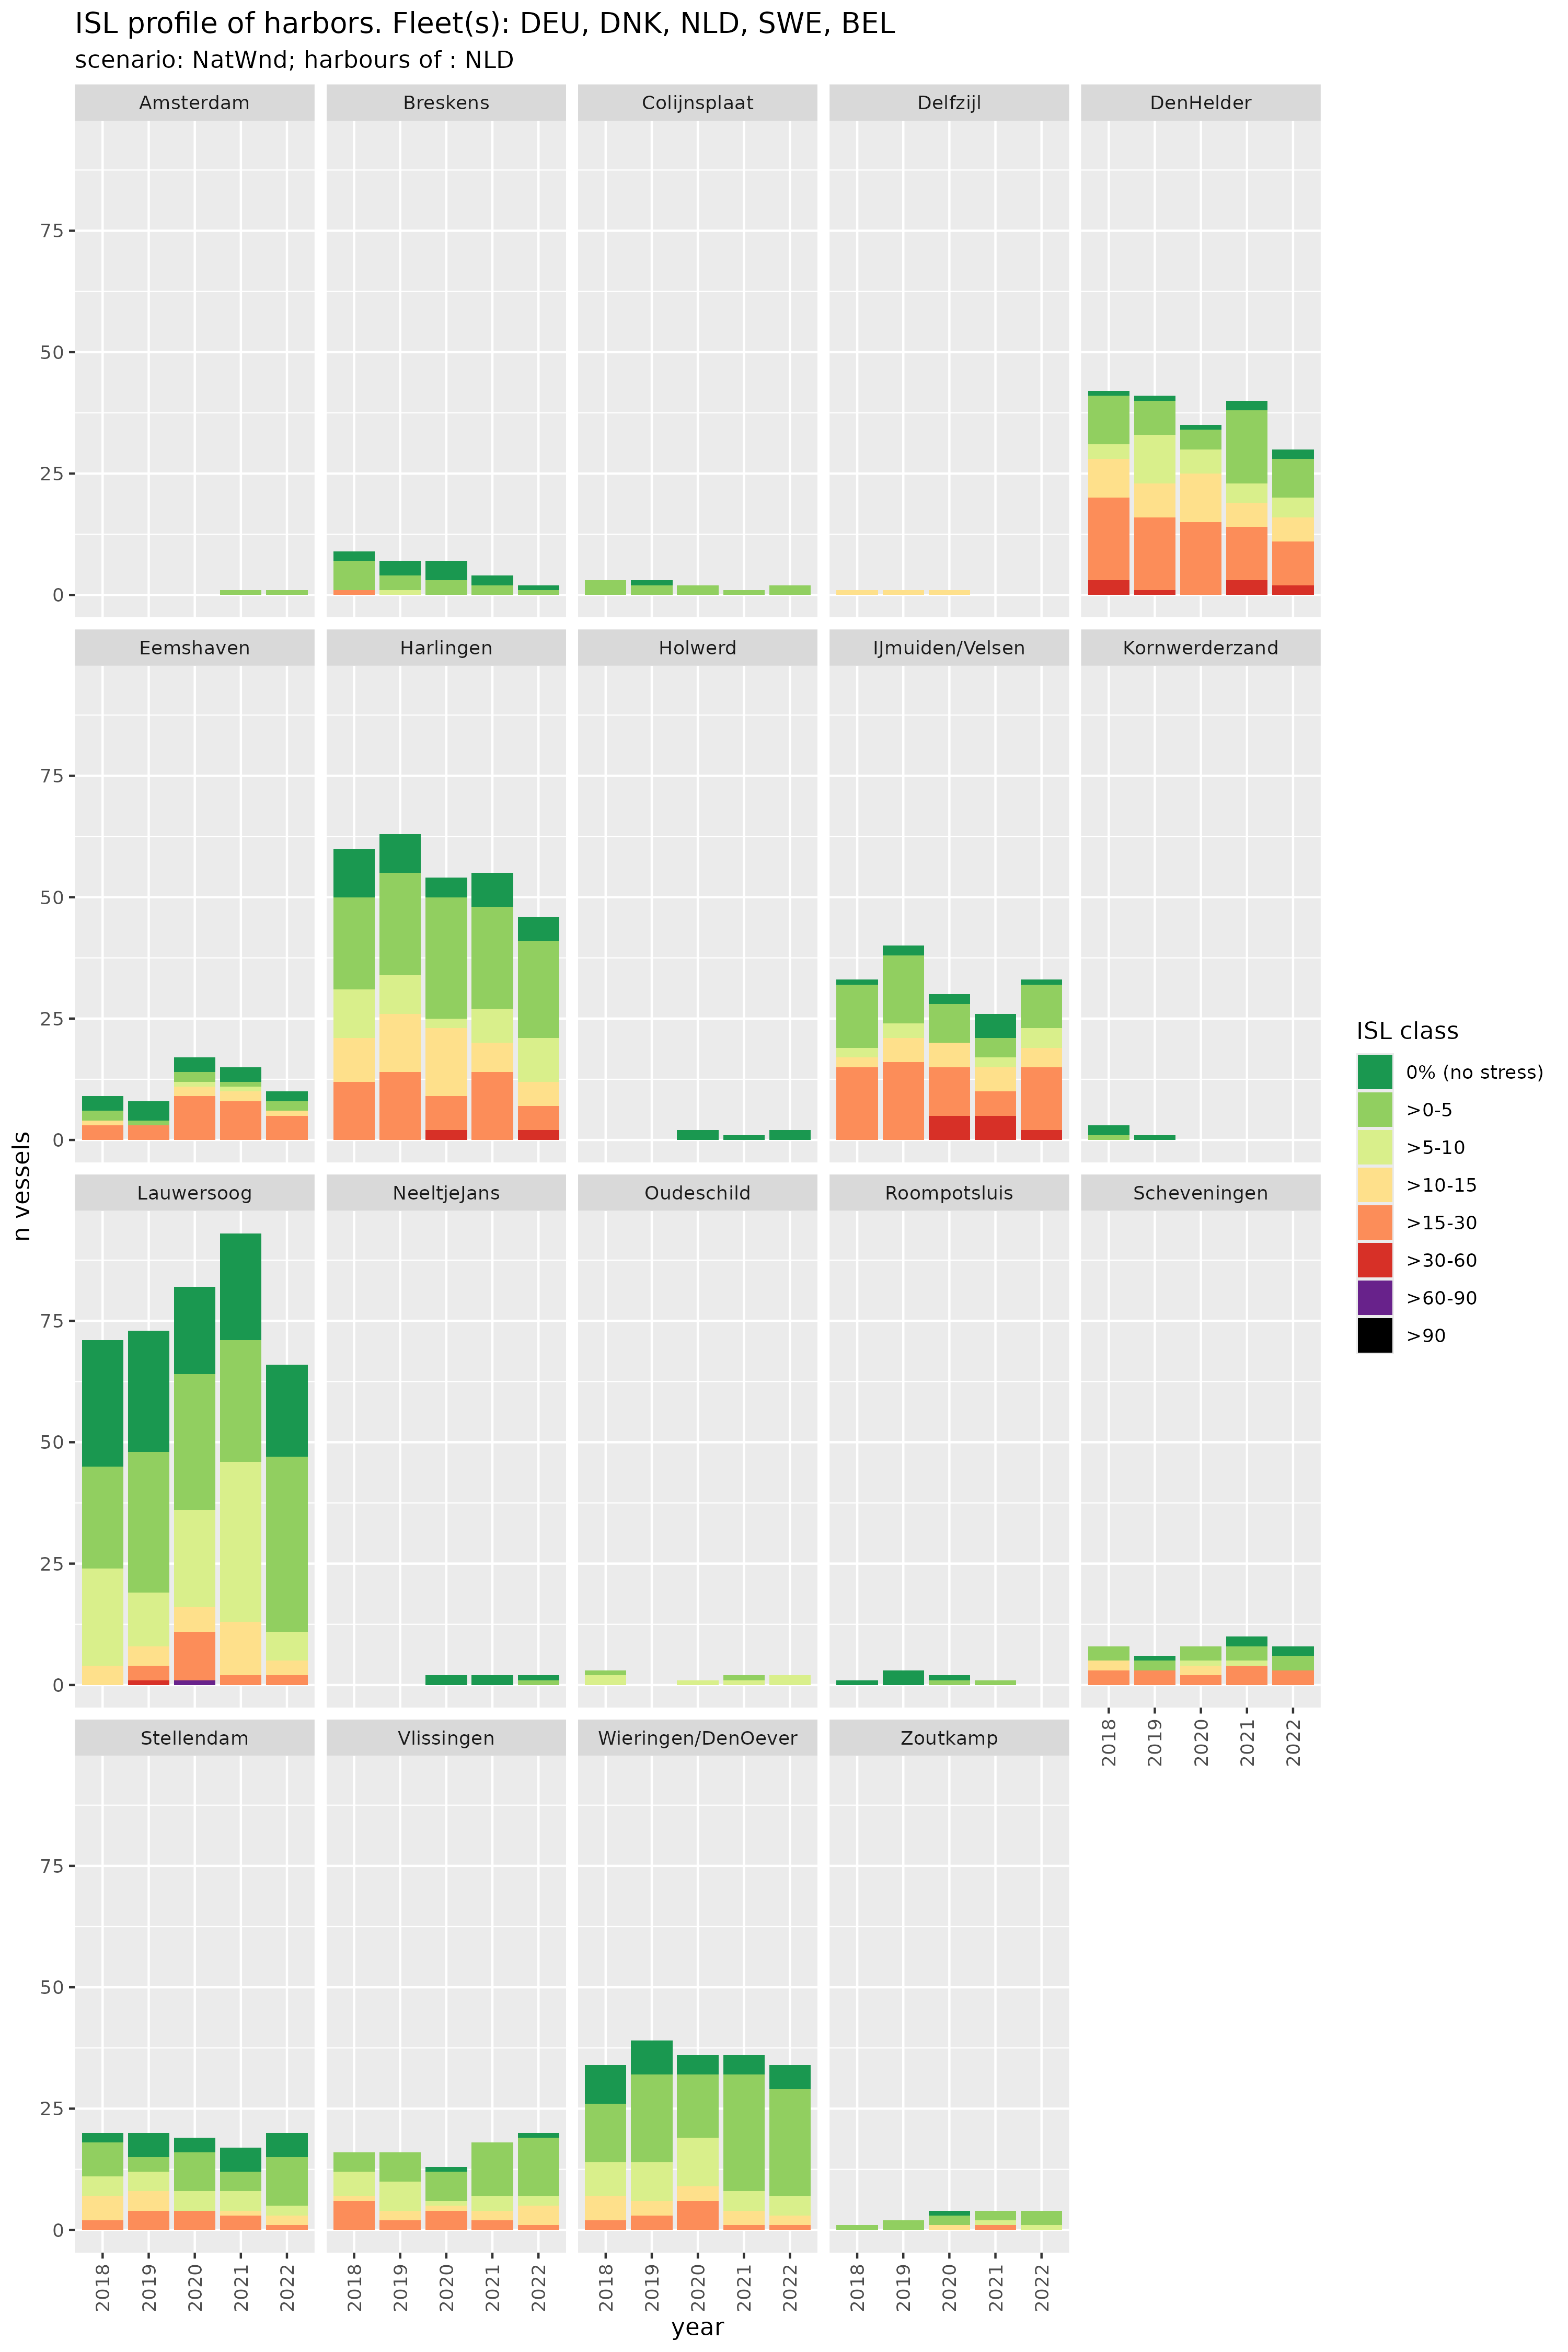 ISL profile of harbors. Fleet(s): DEU, DNK, NLD, SWE, BEL
scenario: NatWnd; harbours of : NLD
Amsterdam Breskens Colijnsplaat Delfzijl DenHelder
75
50
25
0
Eemshaven Harlingen Holwerd IJmuiden/Velsen Kornwerderzand
75
50
25
0
n vessels
Lauwersoog NeeltjeJans Oudeschild Roompotsluis Scheveningen
75
50
25
0
2018 2019 2020 2021 2022
Stellendam Vlissingen Wieringen/DenOever Zoutkamp
75
50
25
0
2018 2019 2020 2021 2022 2018 2019 2020 2021 2022 2018 2019 2020 2021 2022 2018 2019 2020 2021 2022
year
ISL class
0% (no stress)
>0-5
>5-10
>10-15
>15-30
>30-60
>60-90
>90